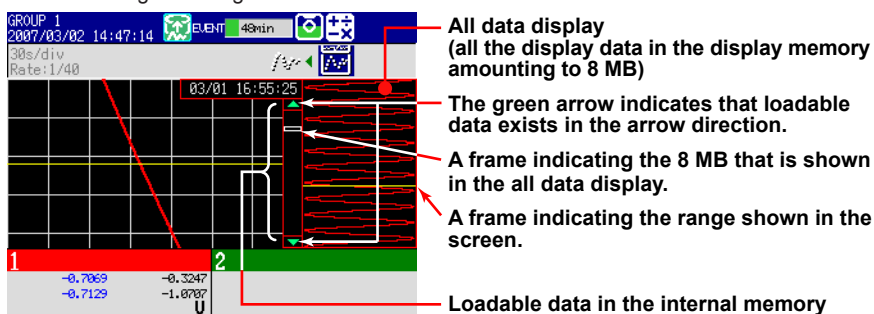 GROUP 1
2007/03/02 14:47:14
EVENT
48min
30s/div
Rate:1/40
03/01 16:55:25
1
2
-0.7069
-0.3247
-0.7129
-1.0707
U
All data display
(all the display data in the display memory
amounting to 8 MB)
The green arrow indicates that loadable
data exists in the arrow direction.
A frame indicating the 8 MB that is shown
in the all data display.
A frame indicating the range shown in the
screen.
Loadable data in the internal memory